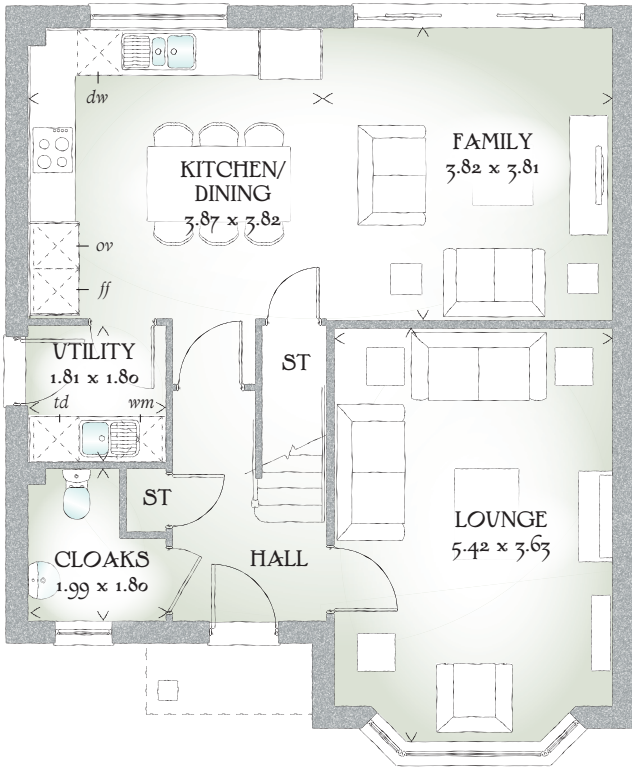 dw
FAMILY
3.82 x 3.81
KITCHEN/
DINING
3.87 x 3.82
ov
ff
UTILITY
1.81 x 1.80
ST
td
wm
ST
LOUNGE
5.42 x 3.63
CLOAKS
1.99 x 1.80
HALL